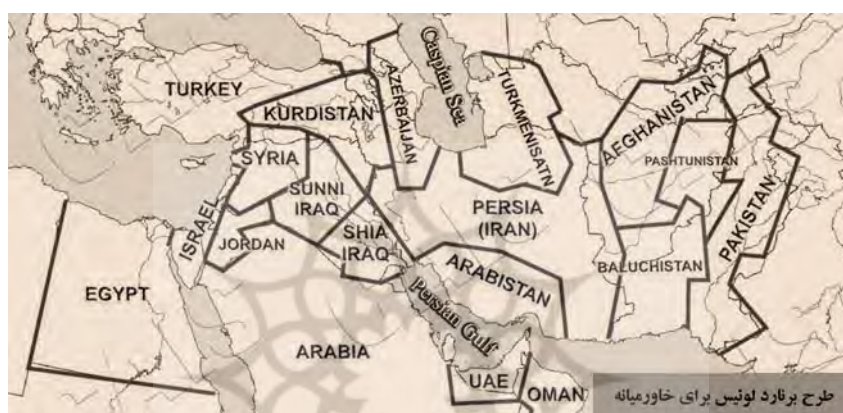 Caspian Sea
TURKEY
AZERBAIJAN
TURKMENISATN
KURDISTAN
AFGHANISTAN
PASHTUNISTAN
SYRIA
SUNNI
IRAQ
ISRAEL
JORDAN
SHIA
IRAQ
PERSIA
(IRAN)
PAKISTAN
BALUCHISTAN
ARABISTAN
EGYPT
Persian Gulf
ARABIA
UAE
OMAN
طرح برنارد لوئیس برای خاورمیانه